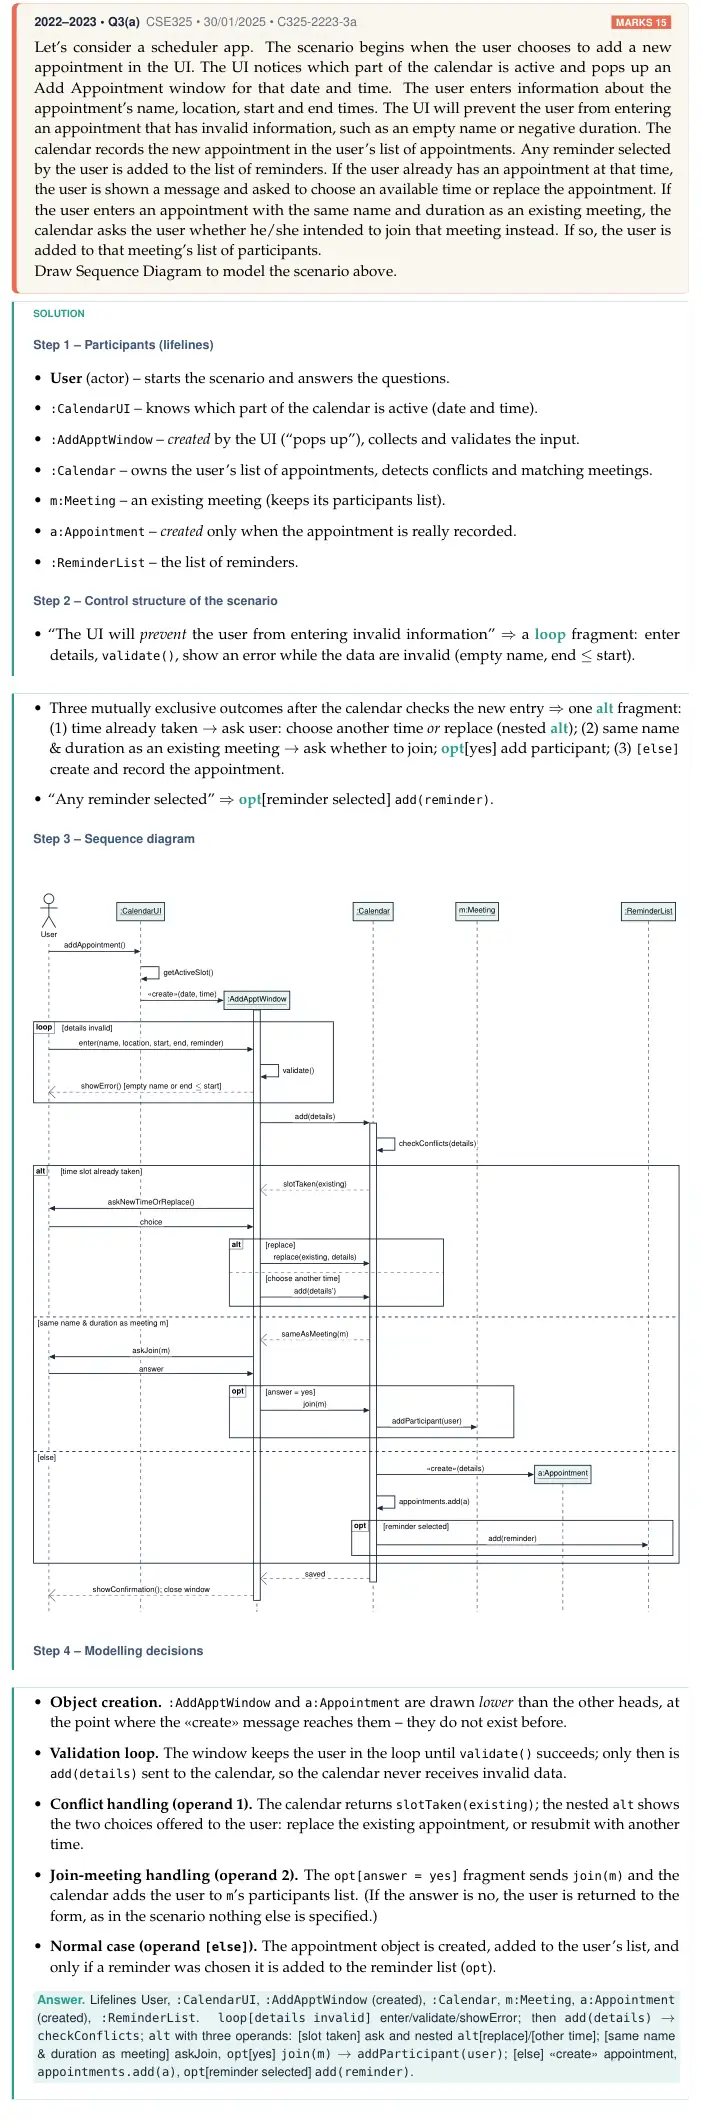 2022–2023 • Q3(a) CSE325 • 30/01/2025 • C325-2223-3a MARKS 15
Let's consider a scheduler app. The scenario begins when the user chooses to add a new
appointment in the UI. The UI notices which part of the calendar is active and pops up an
Add Appointment window for that date and time. The user enters information about the
appointment's name, location, start and end times. The UI will prevent the user from entering
an appointment that has invalid information, such as an empty name or negative duration. The
calendar records the new appointment in the user's list of appointments. Any reminder selected
by the user is added to the list of reminders. If the user already has an appointment at that time,
the user is shown a message and asked to choose an available time or replace the appointment. If
the user enters an appointment with the same name and duration as an existing meeting, the
calendar asks the user whether he/she intended to join that meeting instead. If so, the user is
added to that meeting's list of participants.
Draw Sequence Diagram to model the scenario above.
SOLUTION
Step 1 – Participants (lifelines)
• User (actor) – starts the scenario and answers the questions.
• :CalendarUI – knows which part of the calendar is active (date and time).
• :AddApptWindow – created by the UI (“pops up”), collects and validates the input.
• :Calendar – owns the user's list of appointments, detects conflicts and matching meetings.
• m:Meeting – an existing meeting (keeps its participants list).
• a:Appointment – created only when the appointment is really recorded.
• :ReminderList – the list of reminders.
Step 2 – Control structure of the scenario
• “The UI will prevent the user from entering invalid information” ⇒ a loop fragment: enter
details, validate(), show an error while the data are invalid (empty name, end ≤ start).
• Three mutually exclusive outcomes after the calendar checks the new entry ⇒ one alt fragment:
(1) time already taken → ask user: choose another time or replace (nested alt); (2) same name
& duration as an existing meeting → ask whether to join; opt[yes] add participant; (3) [else]
create and record the appointment.
• “Any reminder selected” ⇒ opt[reminder selected] add(reminder).
Step 3 – Sequence diagram
:CalendarUI :Calendar m:Meeting :ReminderList
User
addAppointment()
getActiveSlot()
«create»(date, time) :AddApptWindow
loop [details invalid]
enter(name, location, start, end, reminder)
validate()
showError() [empty name or end ≤ start]
add(details)
checkConflicts(details)
alt [time slot already taken]
slotTaken(existing)
askNewTimeOrReplace()
choice
alt [replace]
replace(existing, details)
[choose another time]
add(details')
[same name & duration as meeting m]
sameAsMeeting(m)
askJoin(m)
answer
opt [answer = yes]
join(m)
addParticipant(user)
[else]
«create»(details) a:Appointment
appointments.add(a)
opt [reminder selected]
add(reminder)
saved
showConfirmation(); close window
Step 4 – Modelling decisions
• Object creation. :AddApptWindow and a:Appointment are drawn lower than the other heads, at
the point where the «create» message reaches them – they do not exist before.
• Validation loop. The window keeps the user in the loop until validate() succeeds; only then is
add(details) sent to the calendar, so the calendar never receives invalid data.
• Conflict handling (operand 1). The calendar returns slotTaken(existing); the nested alt shows
the two choices offered to the user: replace the existing appointment, or resubmit with another
time.
• Join-meeting handling (operand 2). The opt[answer = yes] fragment sends join(m) and the
calendar adds the user to m's participants list. (If the answer is no, the user is returned to the
form, as in the scenario nothing else is specified.)
• Normal case (operand [else]). The appointment object is created, added to the user's list, and
only if a reminder was chosen it is added to the reminder list (opt).
Answer. Lifelines User, :CalendarUI, :AddApptWindow (created), :Calendar, m:Meeting, a:Appointment
(created), :ReminderList. loop[details invalid] enter/validate/showError; then add(details) →
checkConflicts; alt with three operands: [slot taken] ask and nested alt[replace]/[other time]; [same name
& duration as meeting] askJoin, opt[yes] join(m) → addParticipant(user); [else] «create» appointment,
appointments.add(a), opt[reminder selected] add(reminder).